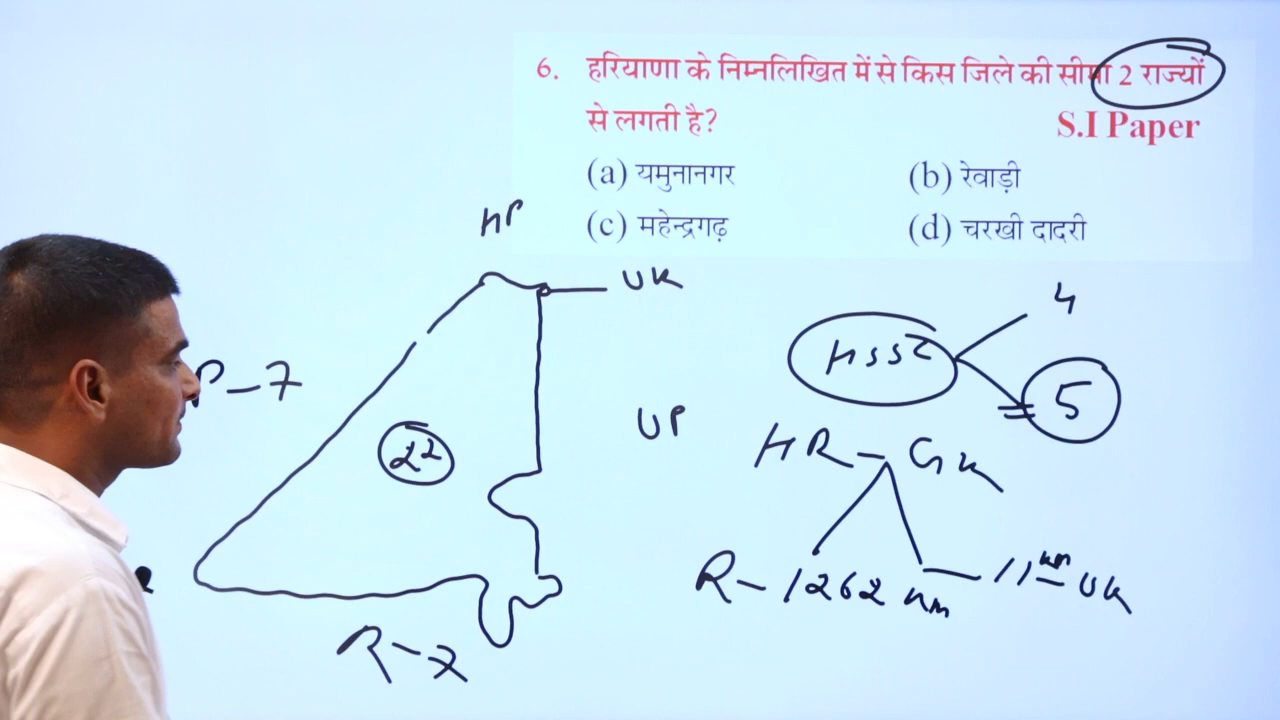 6. हरियाणा के निम्नलिखित में से किस जिले की सीमा 2 राज्यों
से लगती है?
S.I Paper
(a) यमुनानगर (b) रेवाड़ी
(c) महेन्द्रगढ़ (d) चरखी दादरी
HP
UK
P-7
22
UP
R-7
HSSC
4
5
HR - GK
R-1262 km
11 km UK